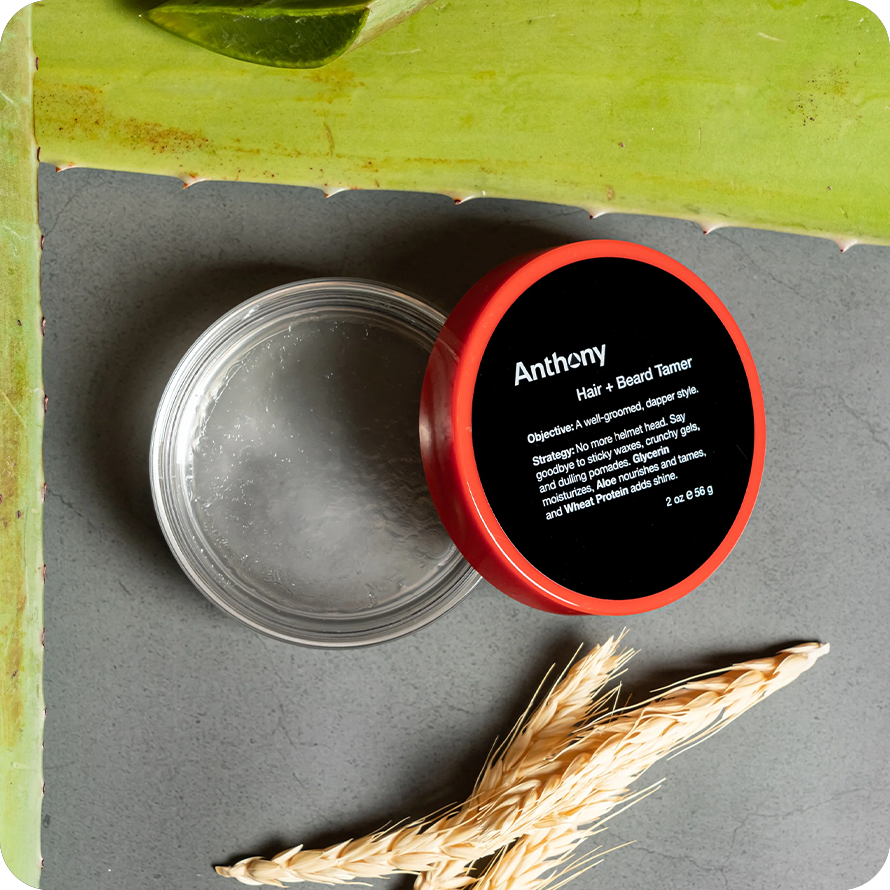 Anthony
Hair + Beard Tamer
Objective: A well-groomed, dapper style.
Strategy: No more helmet head. Say
goodbye to sticky waxes, crunchy gels,
and dulling pomades. Glycerin
moisturizes, Aloe nourishes and tames,
and Wheat Protein adds shine.
2 oz e 56 g